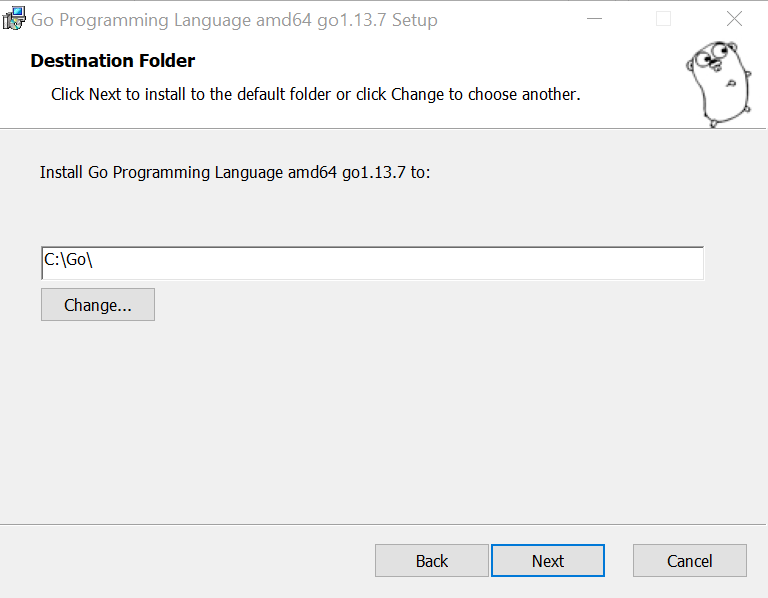 Go Programming Language amd64 go1.13.7 Setup
Destination Folder
Click Next to install to the default folder or click Change to choose another.
Install Go Programming Language amd64 go1.13.7 to:
C:\Go\
Change...
Back Next Cancel